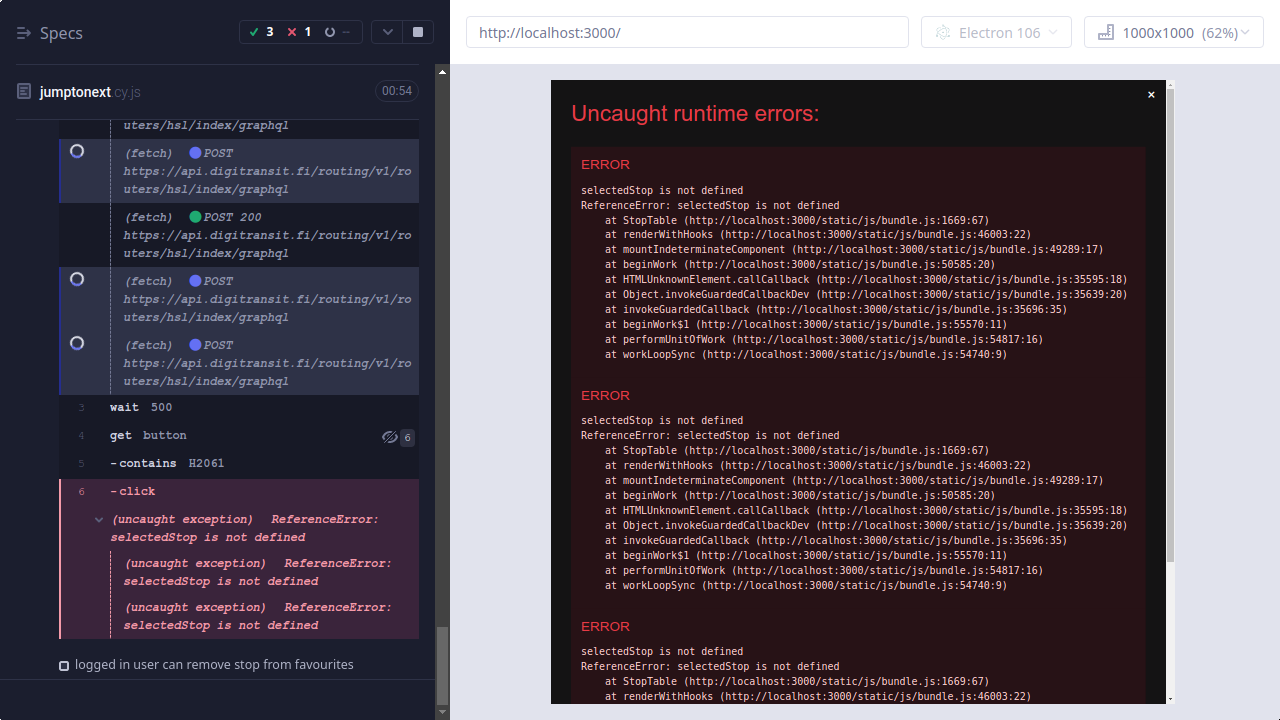 Specs
3
1
--
jumptonext.cy.js
00:54
uters/hsl/index/graphql
(fetch) POST
https://api.digitransit.fi/routing/v1/ro
uters/hsl/index/graphql
(fetch) POST 200
https://api.digitransit.fi/routing/v1/ro
uters/hsl/index/graphql
(fetch) POST
https://api.digitransit.fi/routing/v1/ro
uters/hsl/index/graphql
(fetch) POST
https://api.digitransit.fi/routing/v1/ro
uters/hsl/index/graphql
3 wait 500
4 get button 6
5 -contains H2061
6 -click
(uncaught exception) ReferenceError:
selectedStop is not defined
(uncaught exception) ReferenceError:
selectedStop is not defined
(uncaught exception) ReferenceError:
selectedStop is not defined
logged in user can remove stop from favourites
http://localhost:3000/
Electron 106
1000x1000 (62%)
×
Uncaught runtime errors:
ERROR
selectedStop is not defined
ReferenceError: selectedStop is not defined
at StopTable (http://localhost:3000/static/js/bundle.js:1669:67)
at renderWithHooks (http://localhost:3000/static/js/bundle.js:46003:22)
at mountIndeterminateComponent (http://localhost:3000/static/js/bundle.js:49289:17)
at beginWork (http://localhost:3000/static/js/bundle.js:50585:20)
at HTMLUnknownElement.callCallback (http://localhost:3000/static/js/bundle.js:35595:18)
at Object.invokeGuardedCallbackDev (http://localhost:3000/static/js/bundle.js:35639:20)
at invokeGuardedCallback (http://localhost:3000/static/js/bundle.js:35696:35)
at beginWork$1 (http://localhost:3000/static/js/bundle.js:55570:11)
at performUnitOfWork (http://localhost:3000/static/js/bundle.js:54817:16)
at workLoopSync (http://localhost:3000/static/js/bundle.js:54740:9)
ERROR
selectedStop is not defined
ReferenceError: selectedStop is not defined
at StopTable (http://localhost:3000/static/js/bundle.js:1669:67)
at renderWithHooks (http://localhost:3000/static/js/bundle.js:46003:22)
at mountIndeterminateComponent (http://localhost:3000/static/js/bundle.js:49289:17)
at beginWork (http://localhost:3000/static/js/bundle.js:50585:20)
at HTMLUnknownElement.callCallback (http://localhost:3000/static/js/bundle.js:35595:18)
at Object.invokeGuardedCallbackDev (http://localhost:3000/static/js/bundle.js:35639:20)
at invokeGuardedCallback (http://localhost:3000/static/js/bundle.js:35696:35)
at beginWork$1 (http://localhost:3000/static/js/bundle.js:55570:11)
at performUnitOfWork (http://localhost:3000/static/js/bundle.js:54817:16)
at workLoopSync (http://localhost:3000/static/js/bundle.js:54740:9)
ERROR
selectedStop is not defined
ReferenceError: selectedStop is not defined
at StopTable (http://localhost:3000/static/js/bundle.js:1669:67)
at renderWithHooks (http://localhost:3000/static/js/bundle.js:46003:22)